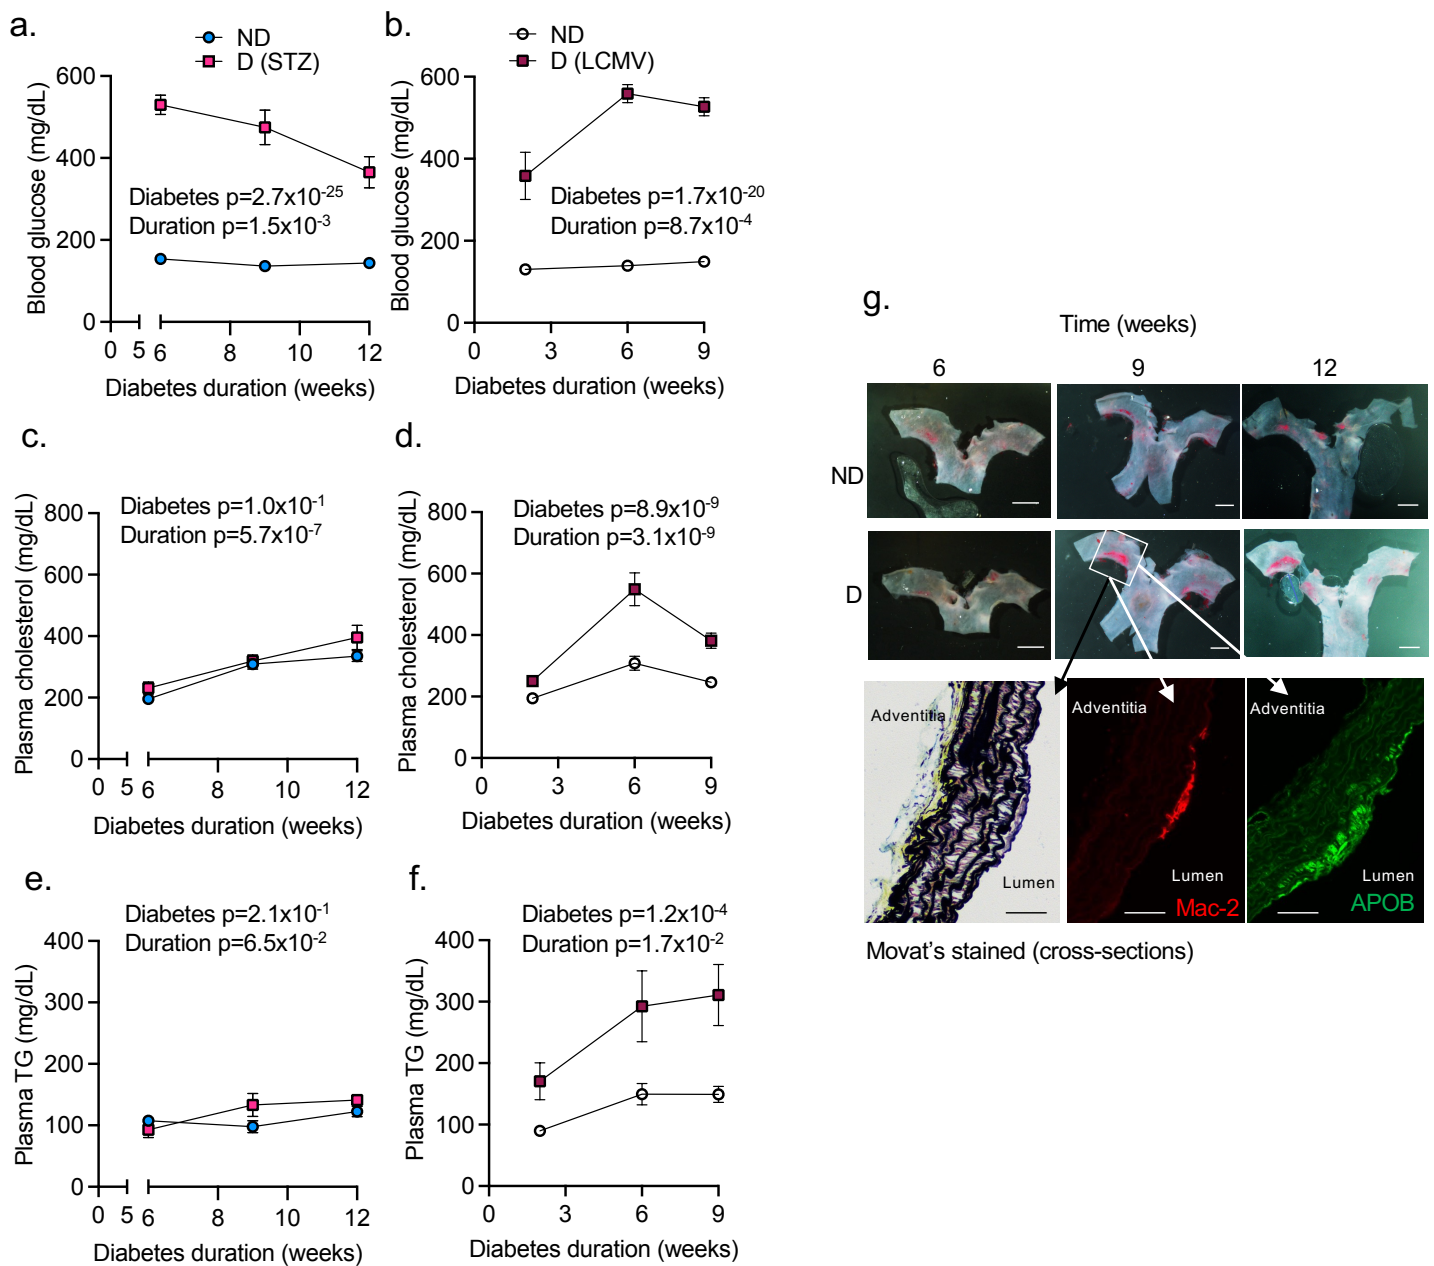 a.
ND
D (STZ)
600
400
200
0
Blood glucose (mg/dL)
Diabetes p=2.7x10-25
Duration p=1.5x10-3
0 5 6 8 10 12
Diabetes duration (weeks)
b.
ND
D (LCMV)
600
400
200
0
Blood glucose (mg/dL)
Diabetes p=1.7x10-20
Duration p=8.7x10-4
0 3 6 9
Diabetes duration (weeks)
c.
Diabetes p=1.0x10-1
Duration p=5.7x10-7
800
600
400
200
0
Plasma cholesterol (mg/dL)
0 5 6 8 10 12
Diabetes duration (weeks)
d.
Diabetes p=8.9x10-9
Duration p=3.1x10-9
800
600
400
200
0
Plasma cholesterol (mg/dL)
0 3 6 9
Diabetes duration (weeks)
e.
Diabetes p=2.1x10-1
Duration p=6.5x10-2
400
300
200
100
0
Plasma TG (mg/dL)
0 5 6 8 10 12
Diabetes duration (weeks)
f.
Diabetes p=1.2x10-4
Duration p=1.7x10-2
400
300
200
100
0
Plasma TG (mg/dL)
0 3 6 9
Diabetes duration (weeks)
g.
Time (weeks)
6 9 12
ND
D
Adventitia
Lumen
Adventitia
Lumen
Mac-2
Adventitia
Lumen
APOB
Movat's stained (cross-sections)